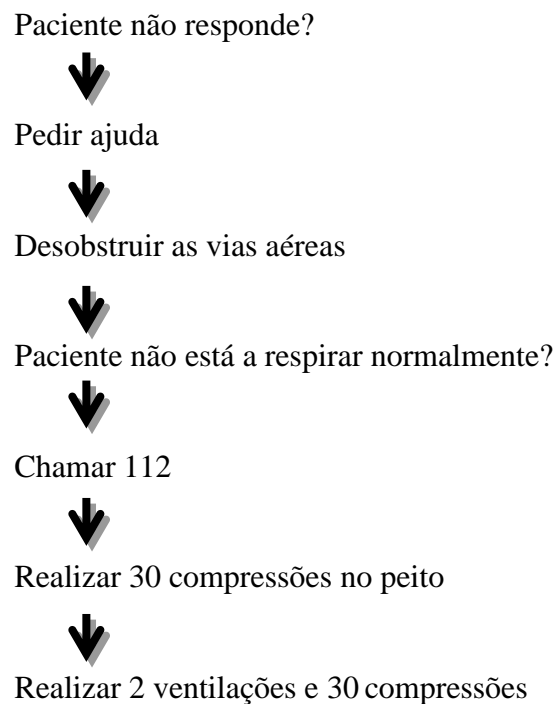 Paciente não responde?
Pedir ajuda
Desobstruir as vias aéreas
Paciente não está a respirar normalmente?
Chamar 112
Realizar 30 compressões no peito
Realizar 2 ventilações e 30 compressões